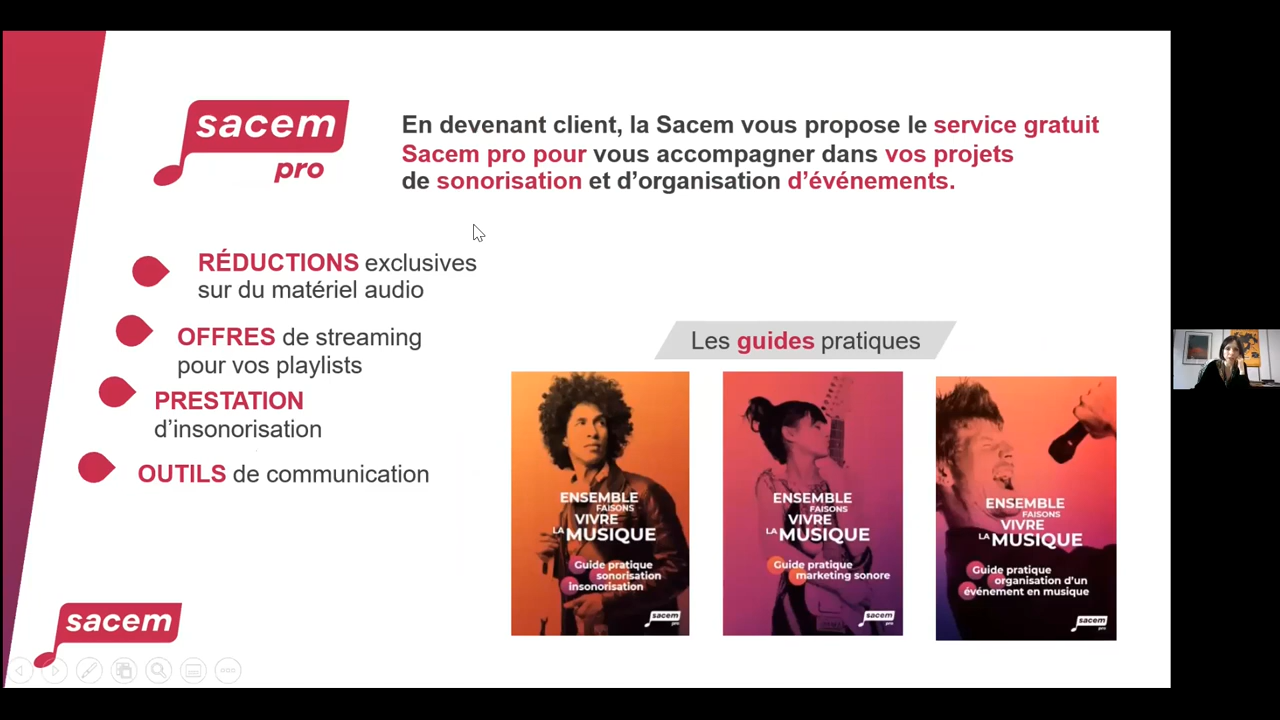 sacem
pro
En devenant client, la Sacem vous propose le service gratuit
Sacem pro pour vous accompagner dans vos projets
de sonorisation et d’organisation d’événements.
RÉDUCTIONS exclusives
sur du matériel audio
OFFRES de streaming
pour vos playlists
PRESTATION
d’insonorisation
OUTILS de communication
Les guides pratiques
ENSEMBLE
FAISONS
VIVRE
LA MUSIQUE
Guide pratique
sonorisation
insonorisation
sacem
pro
ENSEMBLE
FAISONS
VIVRE
LA MUSIQUE
Guide pratique
marketing sonore
sacem
pro
ENSEMBLE
FAISONS
VIVRE
LA MUSIQUE
Guide pratique
organisation d’un
événement en musique
sacem
pro
sacem